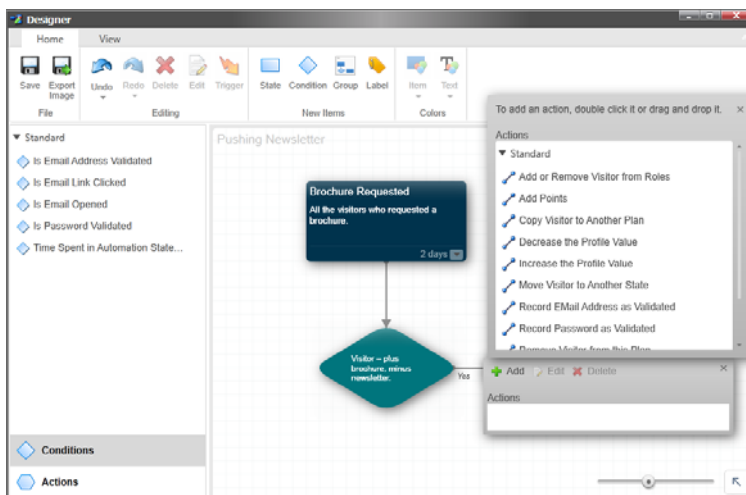 Designer
Home View
Save Export Image Undo Redo Delete Edit Trigger State Condition Group Label Item Text
File Editing New Items Colors
Standard
Is Email Address Validated
Is Email Link Clicked
Is Email Opened
Is Password Validated
Time Spent in Automation State...
Conditions
Actions
Pushing Newsletter
Brochure Requested
All the visitors who requested a
brochure.
2 days
Visitor – plus
brochure, minus
newsletter.
Yes
To add an action, double click it or drag and drop it.
Actions
Standard
Add or Remove Visitor from Roles
Add Points
Copy Visitor to Another Plan
Decrease the Profile Value
Increase the Profile Value
Move Visitor to Another State
Record EMail Address as Validated
Record Password as Validated
Remove Visitor from this Plan
Add Edit Delete
Actions